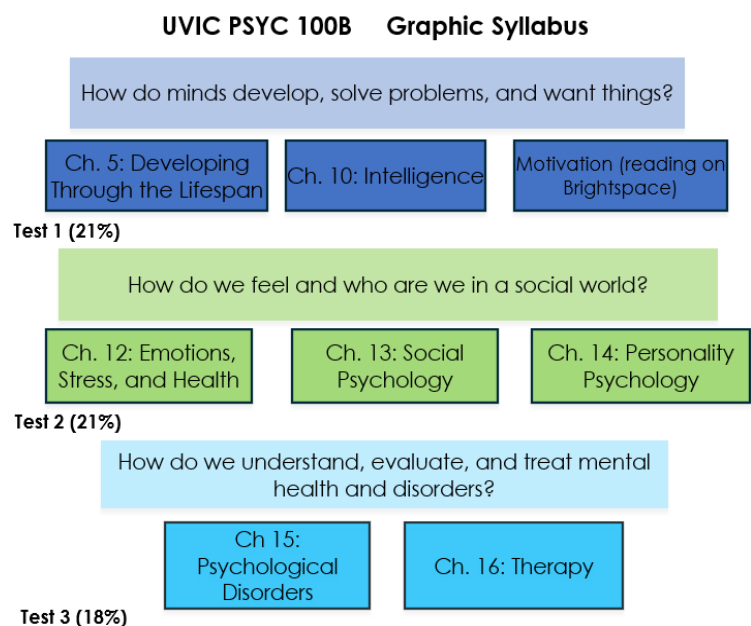 UVIC PSYC 100B Graphic Syllabus
How do minds develop, solve problems, and want things?
Ch. 5: Developing
Through the Lifespan
Ch. 10: Intelligence
Motivation (reading on
Brightspace)
Test 1 (21%)
How do we feel and who are we in a social world?
Ch. 12: Emotions,
Stress, and Health
Ch. 13: Social
Psychology
Ch. 14: Personality
Psychology
Test 2 (21%)
How do we understand, evaluate, and treat mental
health and disorders?
Ch 15:
Psychological
Disorders
Ch. 16: Therapy
Test 3 (18%)